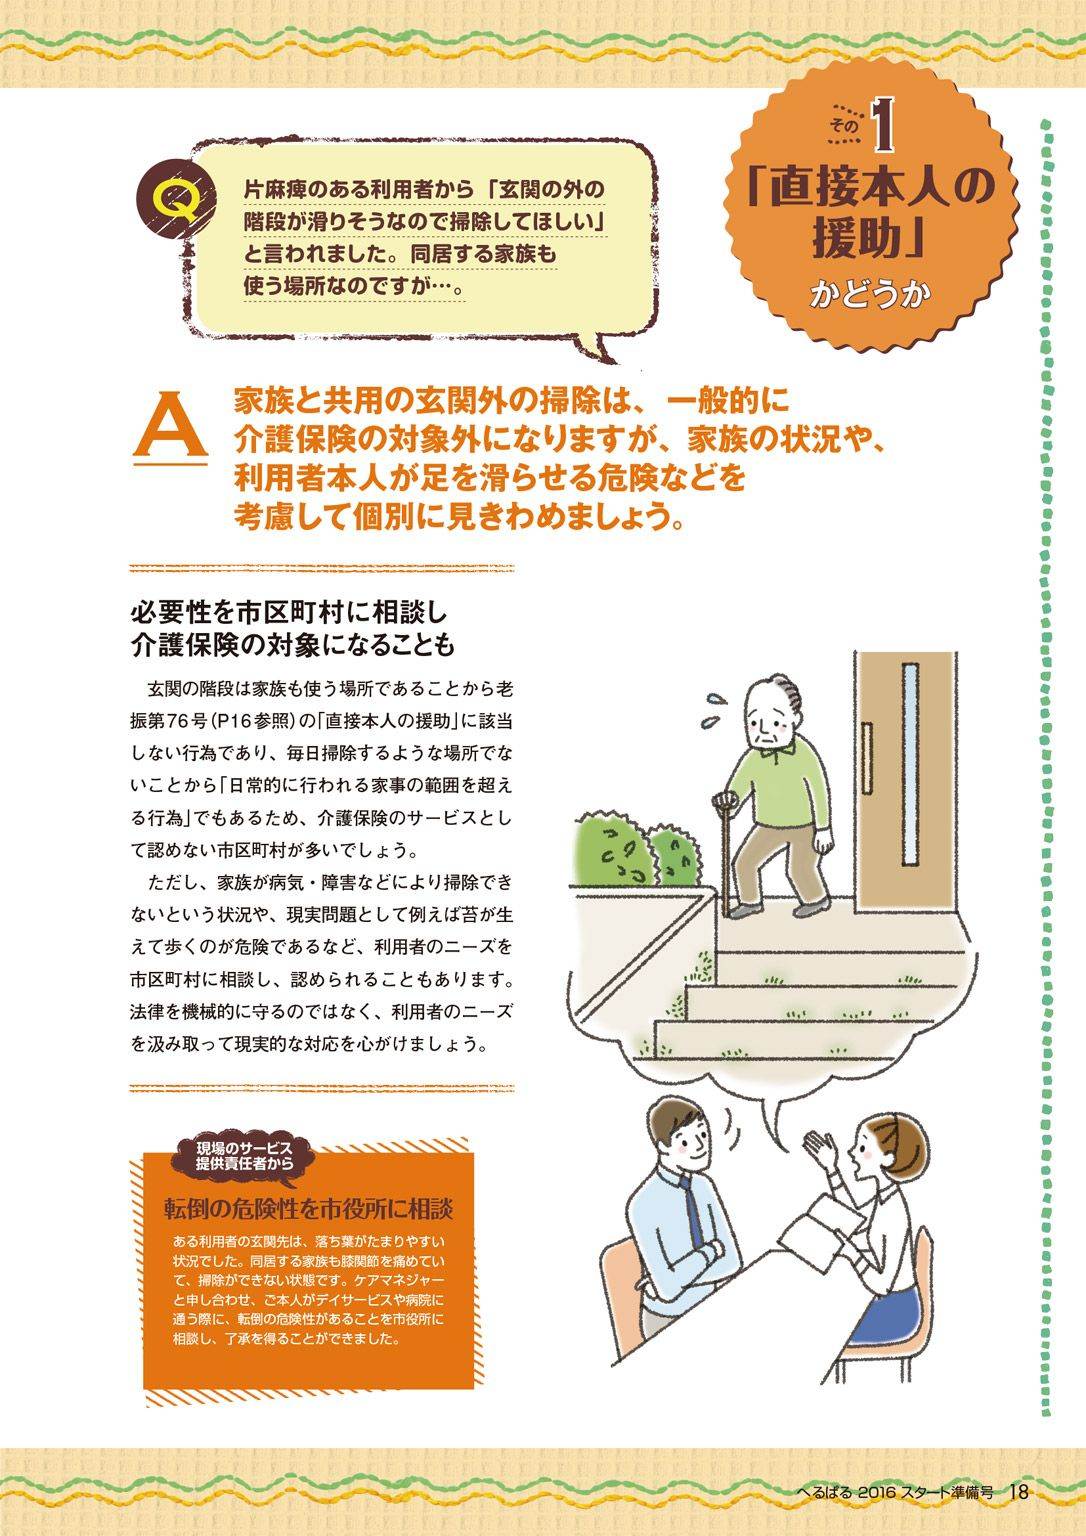 その1
「直接本人の
援助」
かどうか
Q
片麻痺のある利用者から「玄関の外の
階段が滑りそうなので掃除してほしい」
と言われました。同居する家族も
使う場所なのですが…。
A
家族と共用の玄関外の掃除は、一般的に
介護保険の対象外になりますが、家族の状況や、
利用者本人が足を滑らせる危険などを
考慮して個別に見きわめましょう。
必要性を市区町村に相談し
介護保険の対象になることも
玄関の階段は家族も使う場所であることから老
振第76号(P16参照)の「直接本人の援助」に該当
しない行為であり、毎日掃除するような場所でな
いことから「日常的に行われる家事の範囲を超え
る行為」でもあるため、介護保険のサービスとし
て認めない市区町村が多いでしょう。
ただし、家族が病気・障害などにより掃除でき
ないという状況や、現実問題として例えば苔が生
えて歩くのが危険であるなど、利用者のニーズを
市区町村に相談し、認められることもあります。
法律を機械的に守るのではなく、利用者のニーズ
を汲み取って現実的な対応を心がけましょう。
現場のサービス
提供責任者から
転倒の危険性を市役所に相談
ある利用者の玄関先は、落ち葉がたまりやすい
状況でした。同居する家族も膝関節を痛めてい
て、掃除ができない状態です。ケアマネジャー
と申し合わせ、ご本人がデイサービスや病院に
通う際に、転倒の危険性があることを市役所に
相談し、了承を得ることができました。
へるぱる 2016 スタート準備号 18